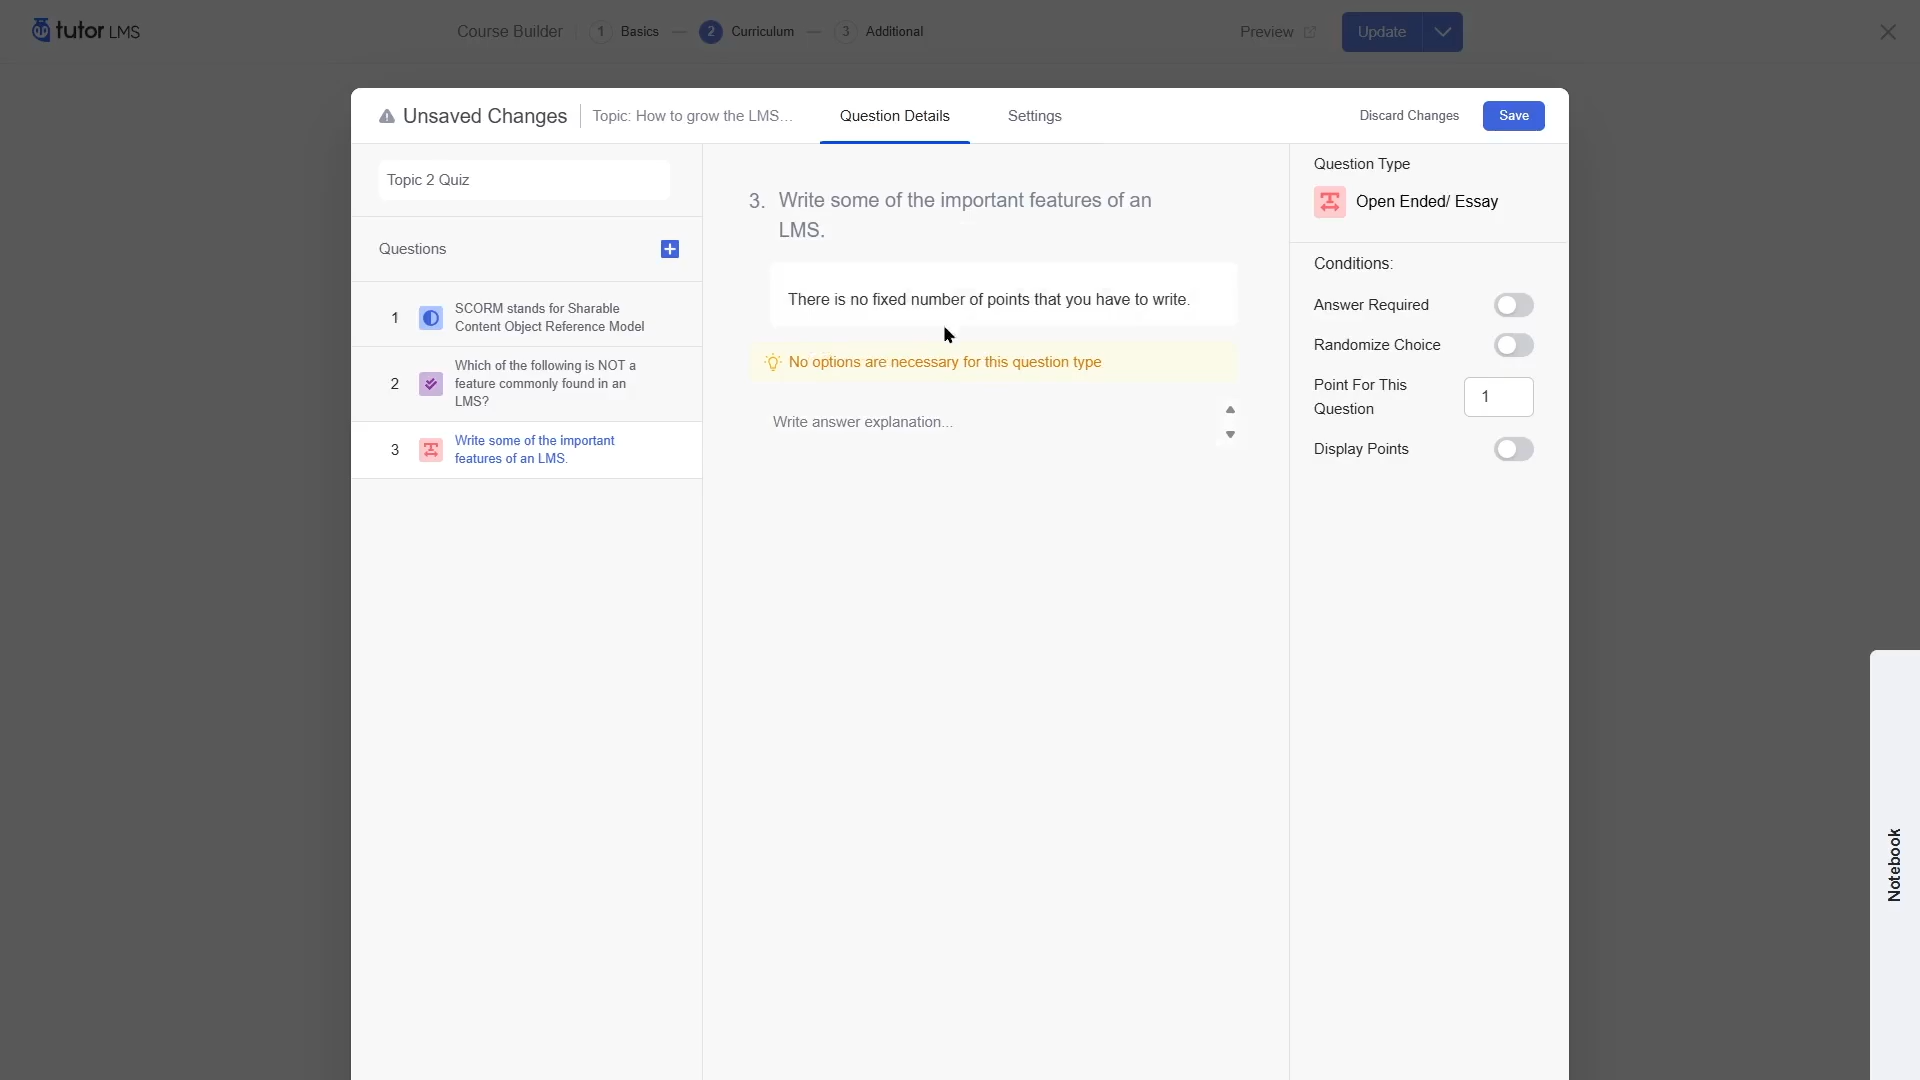 tutor LMS
Course Builder
1 Basics
2 Curriculum
3 Additional
Preview
Update
Unsaved Changes
Topic: How to grow the LMS...
Question Details
Settings
Discard Changes
Save
Topic 2 Quiz
Questions
1
SCORM stands for Sharable
Content Object Reference Model
2
Which of the following is NOT a
feature commonly found in an
LMS?
3
Write some of the important
features of an LMS.
3. Write some of the important features of an
LMS.
There is no fixed number of points that you have to write.
No options are necessary for this question type
Write answer explanation...
Question Type
Open Ended/ Essay
Conditions:
Answer Required
Randomize Choice
Point For This
Question
1
Display Points
Notebook